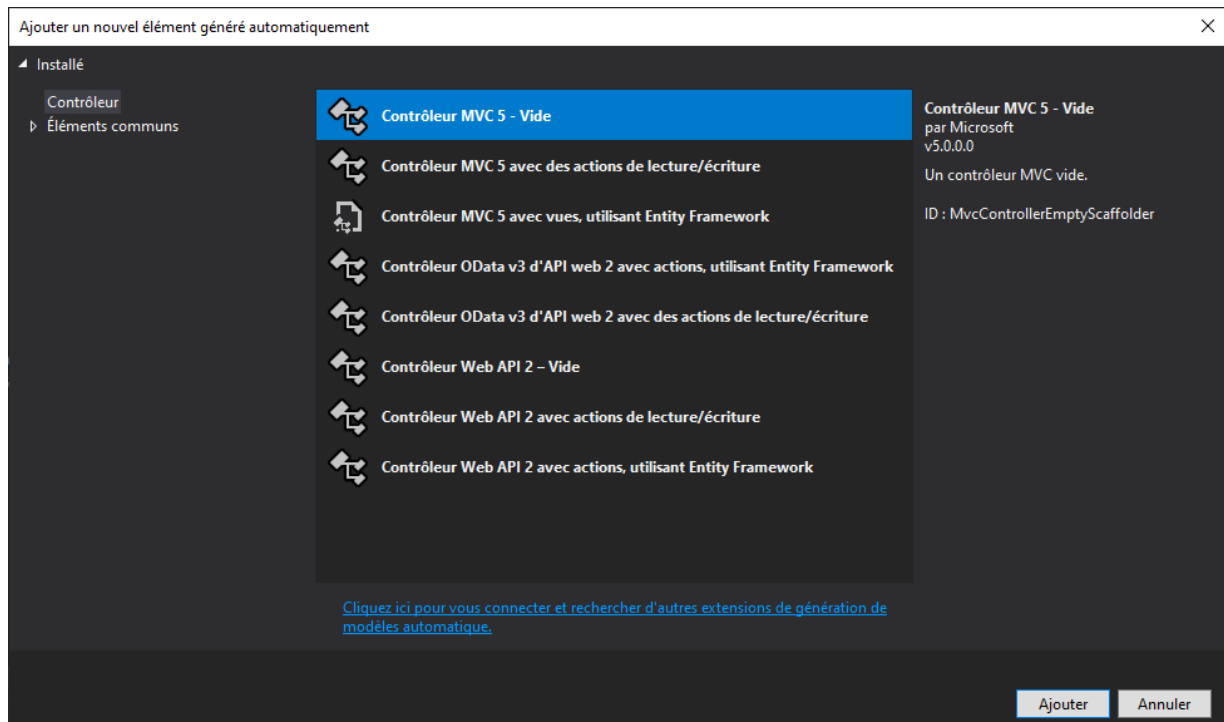 Ajouter un nouvel élément généré automatiquement
Installé
Contrôleur
Éléments communs
Contrôleur MVC 5 - Vide
Contrôleur MVC 5 avec des actions de lecture/écriture
Contrôleur MVC 5 avec vues, utilisant Entity Framework
Contrôleur OData v3 d'API web 2 avec actions, utilisant Entity Framework
Contrôleur OData v3 d'API web 2 avec des actions de lecture/écriture
Contrôleur Web API 2 – Vide
Contrôleur Web API 2 avec actions de lecture/écriture
Contrôleur Web API 2 avec actions, utilisant Entity Framework
Cliquez ici pour vous connecter et rechercher d'autres extensions de génération de
modèles automatique.
Contrôleur MVC 5 - Vide
par Microsoft
v5.0.0.0
Un contrôleur MVC vide.
ID : MvcControllerEmptyScaffolder
Ajouter
Annuler